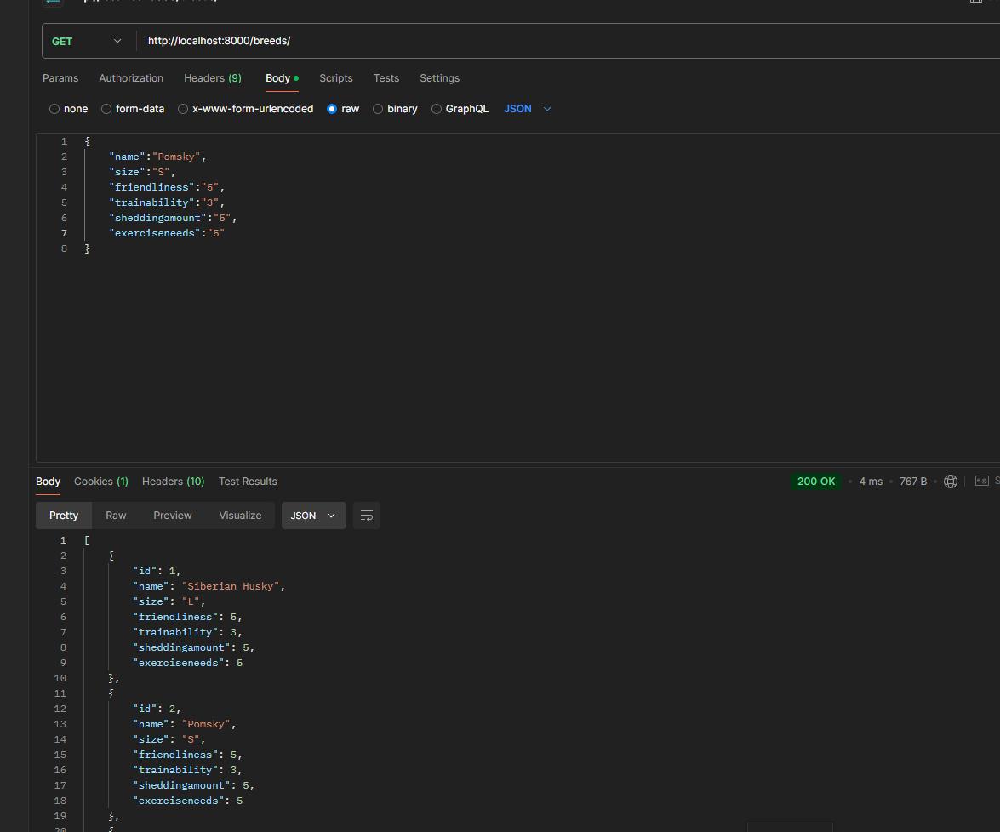 GET http://localhost:8000/breeds/
Params Authorization Headers (9) Body Scripts Tests Settings
none form-data x-www-form-urlencoded raw binary GraphQL JSON
1 {
2 "name":"Pomsky",
3 "size":"S",
4 "friendliness":"5",
5 "trainability":"3",
6 "sheddingamount":"5",
7 "exerciseneeds":"5"
8 }
Body Cookies (1) Headers (10) Test Results 200 OK 4 ms 767 B e.g.
Pretty Raw Preview Visualize JSON
1 [
2 {
3 "id": 1,
4 "name": "Siberian Husky",
5 "size": "L",
6 "friendliness": 5,
7 "trainability": 3,
8 "sheddingamount": 5,
9 "exerciseneeds": 5
10 },
11 {
12 "id": 2,
13 "name": "Pomsky",
14 "size": "S",
15 "friendliness": 5,
16 "trainability": 3,
17 "sheddingamount": 5,
18 "exerciseneeds": 5
19 },
20 {